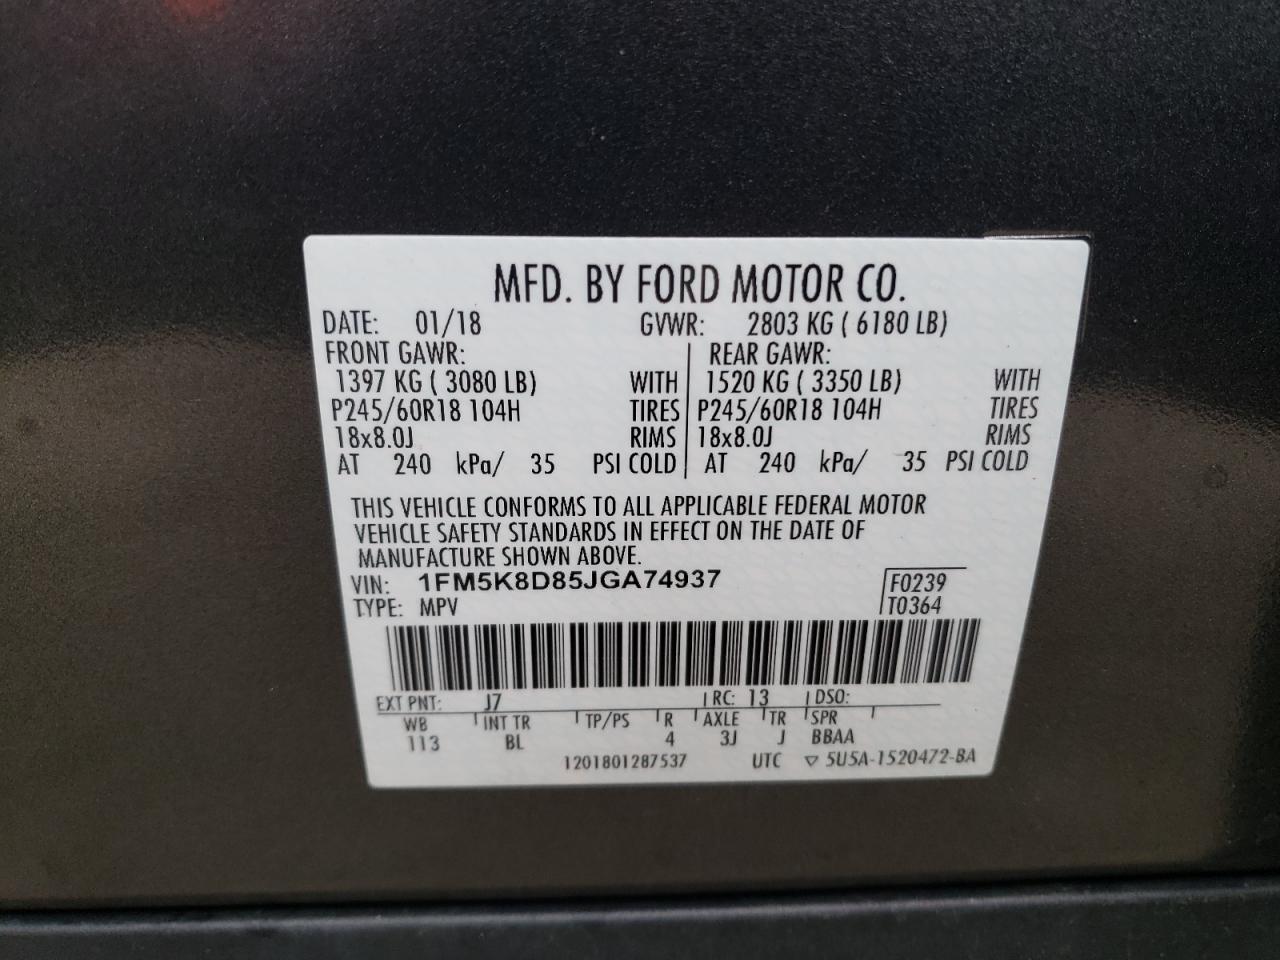 MFD. BY FORD MOTOR CO.
DATE: 01/18 GVWR: 2803 KG ( 6180 LB)
FRONT GAWR: REAR GAWR:
1397 KG ( 3080 LB) WITH 1520 KG ( 3350 LB) WITH
P245/60R18 104H TIRES P245/60R18 104H TIRES
18x8.0J RIMS 18x8.0J RIMS
AT 240 kPa/ 35 PSI COLD AT 240 kPa/ 35 PSI COLD
THIS VEHICLE CONFORMS TO ALL APPLICABLE FEDERAL MOTOR
VEHICLE SAFETY STANDARDS IN EFFECT ON THE DATE OF
MANUFACTURE SHOWN ABOVE.
VIN: 1FM5K8D85JGA74937 F0239
TYPE: MPV T0364
EXT PNT: J7 RC: 13 DSO:
WB INT TR TP/PS R AXLE TR SPR
113 BL 4 3J J BBAA
1201801287537 UTC ▽ 5U5A-1520472-BA